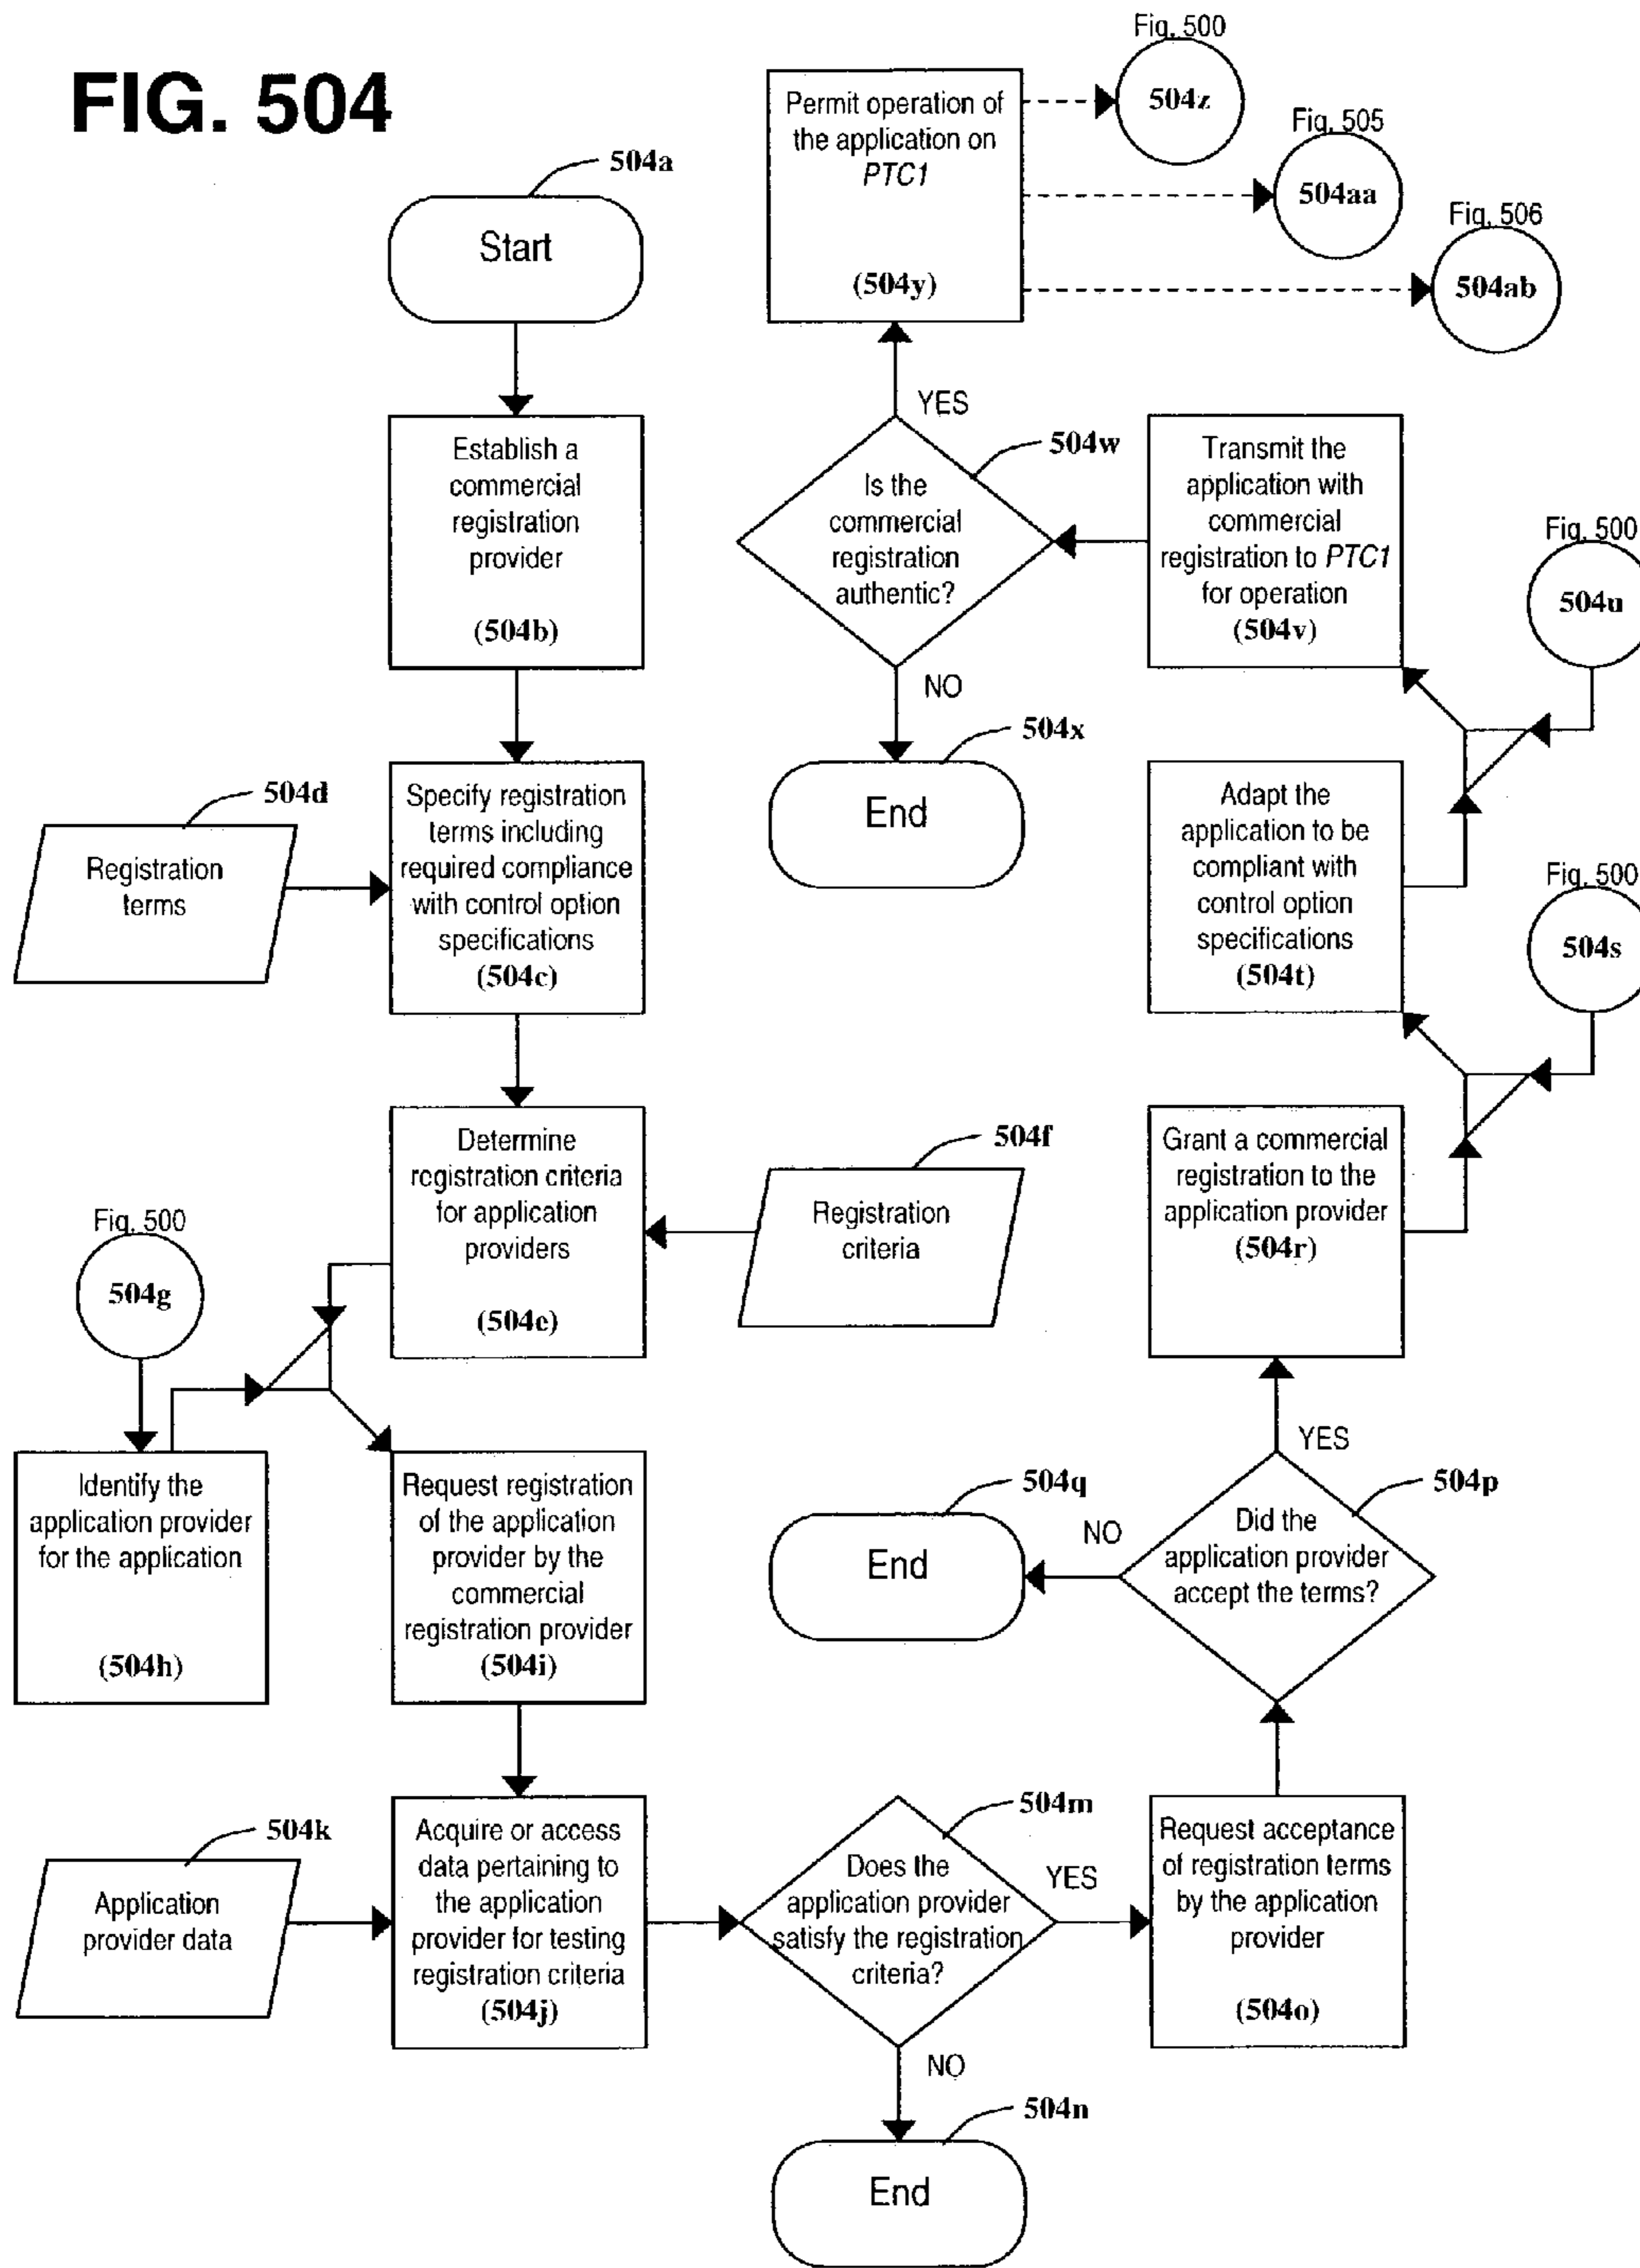 FIG. 504
504a
Start
Establish a
commercial
registration
provider
(504b)
504d
Registration
terms
Specify registration
terms including
required compliance
with control option
specifications
(504c)
Determine
registration criteria
for application
providers
(504e)
504f
Registration
criteria
Fig. 500
504g
Identify the
application provider
for the application
(504h)
Request registration
of the application
provider by the
commercial
registration provider
(504i)
504k
Application
provider data
Acquire or access
data pertaining to
the application
provider for testing
registration criteria
(504j)
504m
Does the
application provider
satisfy the registration
criteria?
YES
NO
504n
End
Request acceptance
of registration terms
by the application
provider
(504o)
504p
Did the
application provider
accept the terms?
NO
YES
504q
End
Grant a commercial
registration to the
application provider
(504r)
Fig. 500
504s
Adapt the
application to be
compliant with
control option
specifications
(504t)
Fig. 500
504u
Transmit the
application with
commercial
registration to PTC1
for operation
(504v)
504w
Is the
commercial
registration
authentic?
YES
NO
504x
End
Permit operation of
the application on
PTC1
(504y)
Fig. 500
504z
Fig. 505
504aa
Fig. 506
504ab